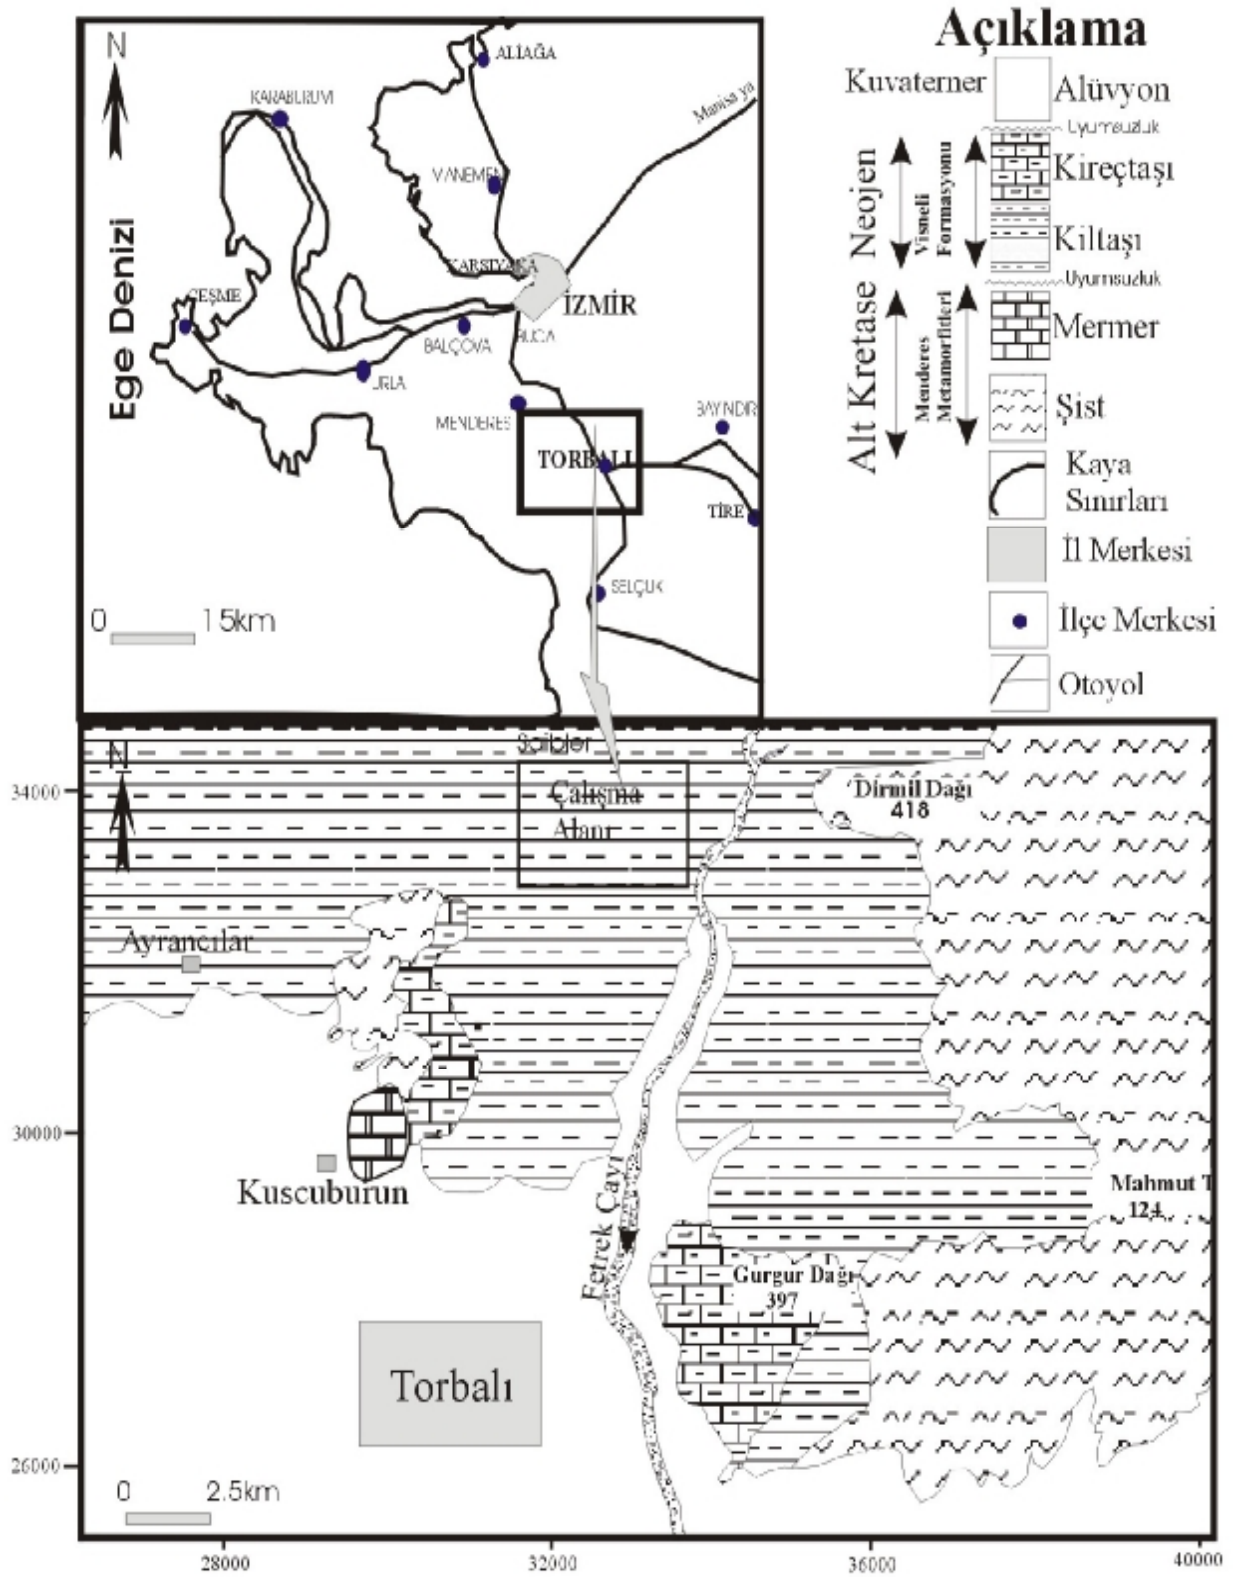 N
ALİAĞA
KARABURUN
Manisa ya
MANEMEN
Ege Denizi
KARSIYAKA
İZMİR
ÇEŞME
BALÇOVA
BUCA
URLA
MENDERES
BAYINDIR
TORBALI
TİRE
SELÇUK
0 15km
Açıklama
Kuvaterner
Alüvyon
Uyumsuzluk
Neojen
Visneli Formasyonu
Kireçtaşı
Kiltaşı
Uyumsuzluk
Alt Kretase
Menderes Metamorfitleri
Mermer
Şist
Kaya
Sınırları
İl Merkesi
İlçe Merkesi
Otoyol
N
Saibler
Çalışma
Alanı
Dirmil Dağı
418
34000
Ayrancılar
30000
Kuscuburun
Fetrek Çayı
Mahmut T
124
Gurgur Dağı
397
Torbalı
26000
0 2.5km
28000 32000 36000 40000